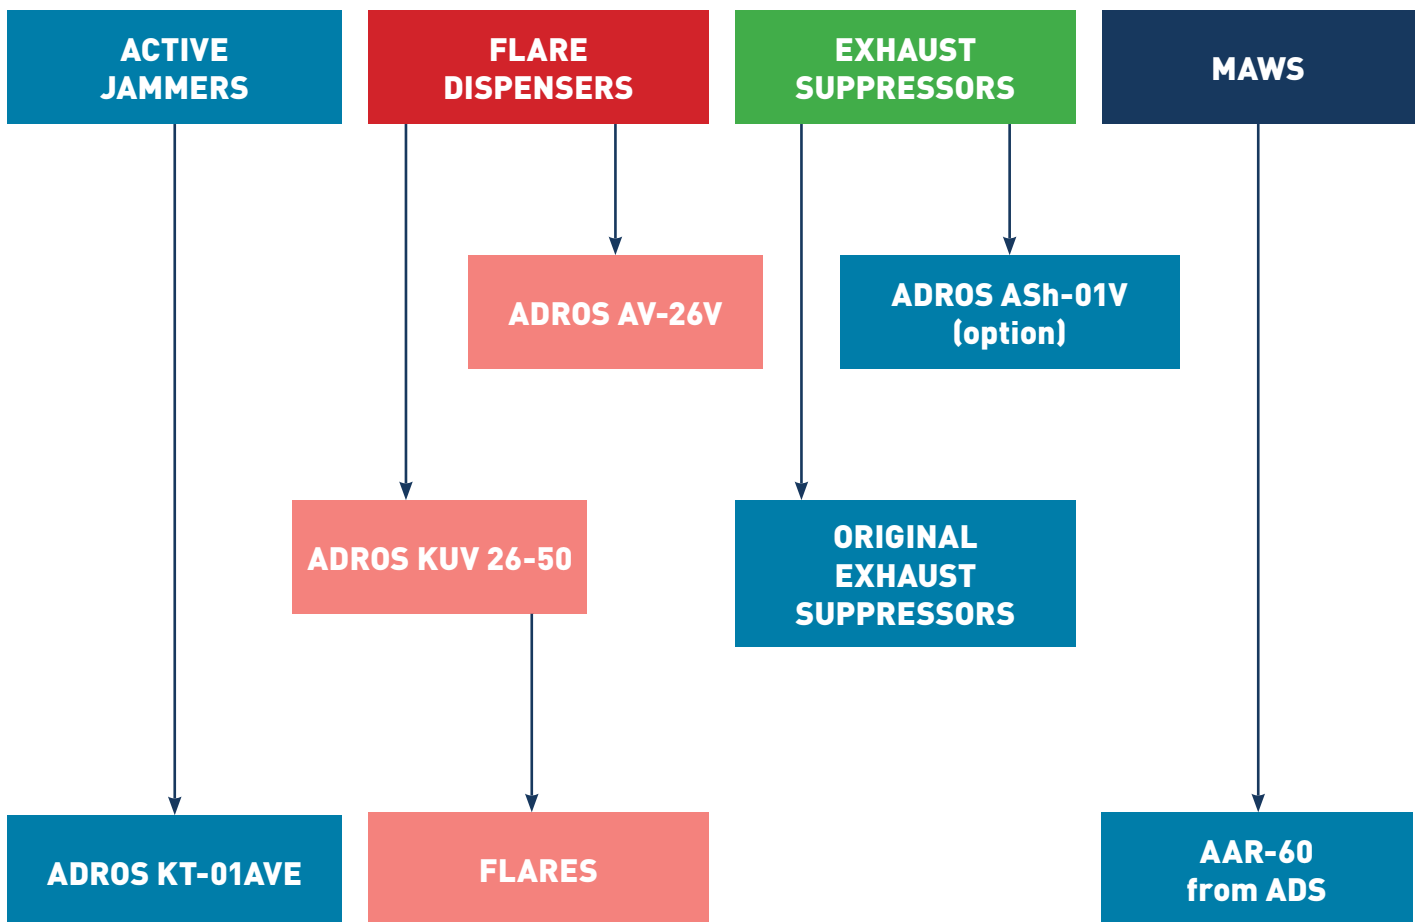 ACTIVE
JAMMERS
FLARE
DISPENSERS
EXHAUST
SUPPRESSORS
MAWS
ADROS AV-26V
ADROS ASh-01V
(option)
ADROS KUV 26-50
ORIGINAL
EXHAUST
SUPPRESSORS
ADROS KT-01AVE
FLARES
AAR-60
from ADS